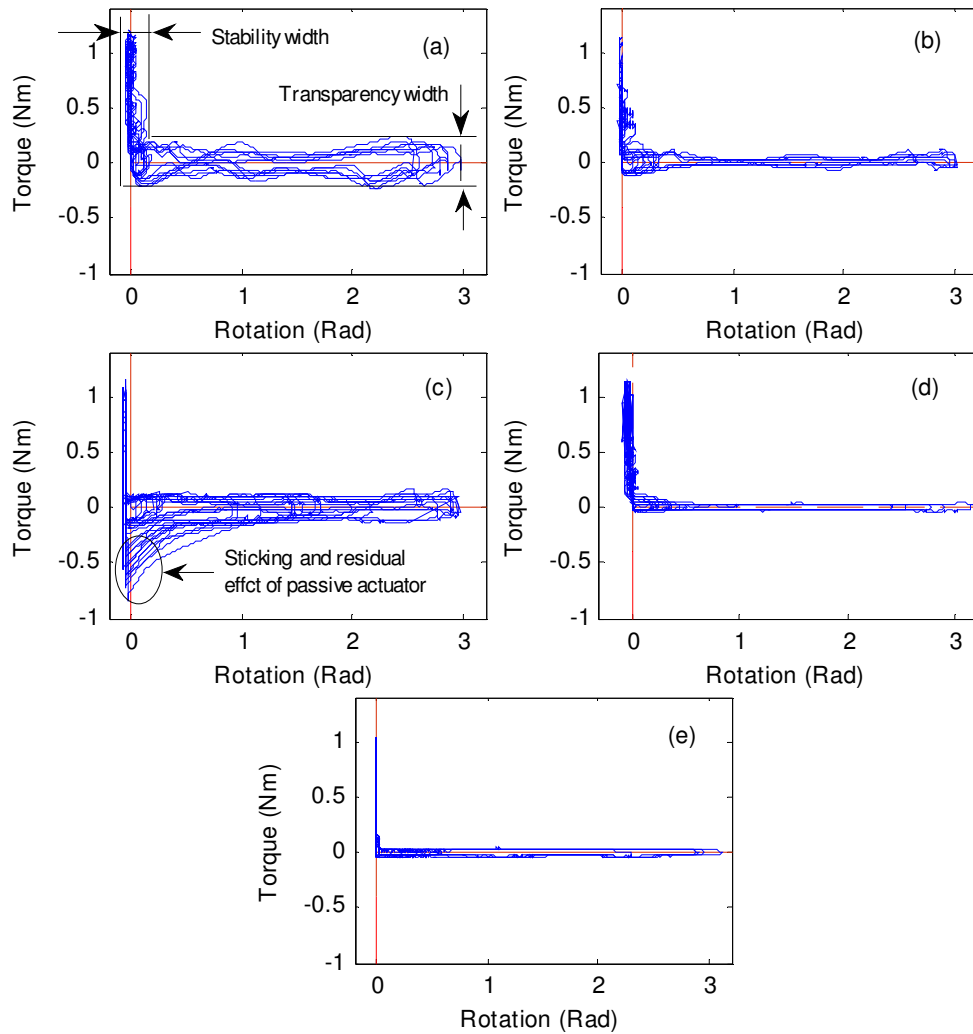 (a)
Stability width
Transparency width
1
0.5
0
-0.5
-1
Torque (Nm)
0 1 2 3
Rotation (Rad)
(b)
1
0.5
0
-0.5
-1
Torque (Nm)
0 1 2 3
Rotation (Rad)
(c)
Sticking and residual
effct of passive actuator
1
0.5
0
-0.5
-1
Torque (Nm)
0 1 2 3
Rotation (Rad)
(d)
1
0.5
0
-0.5
-1
Torque (Nm)
0 1 2 3
Rotation (Rad)
(e)
1
0.5
0
-0.5
-1
Torque (Nm)
0 1 2 3
Rotation (Rad)